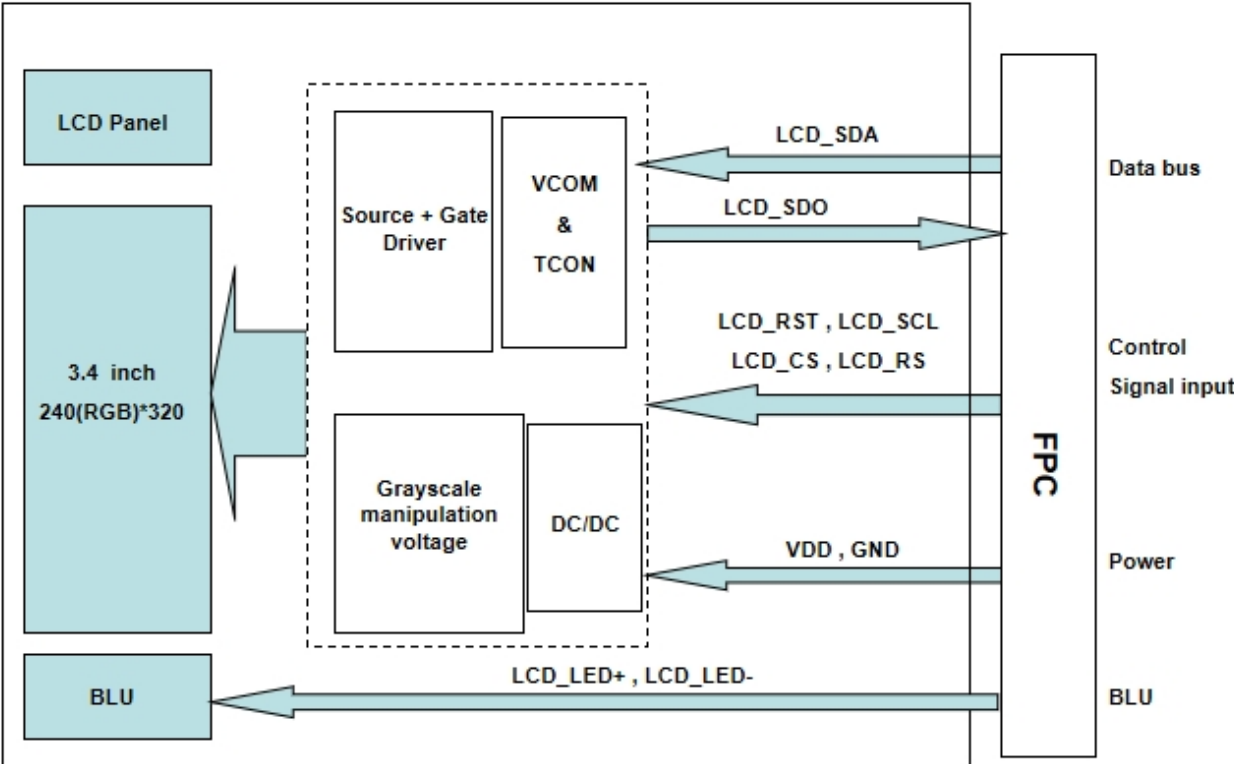 LCD Panel
3.4 inch
240(RGB)*320
BLU
Source + Gate
Driver
VCOM
&
TCON
Grayscale
manipulation
voltage
DC/DC
LCD_SDA
LCD_SDO
LCD_RST , LCD_SCL
LCD_CS , LCD_RS
VDD , GND
LCD_LED+ , LCD_LED-
FPC
Data bus
Control
Signal input
Power
BLU